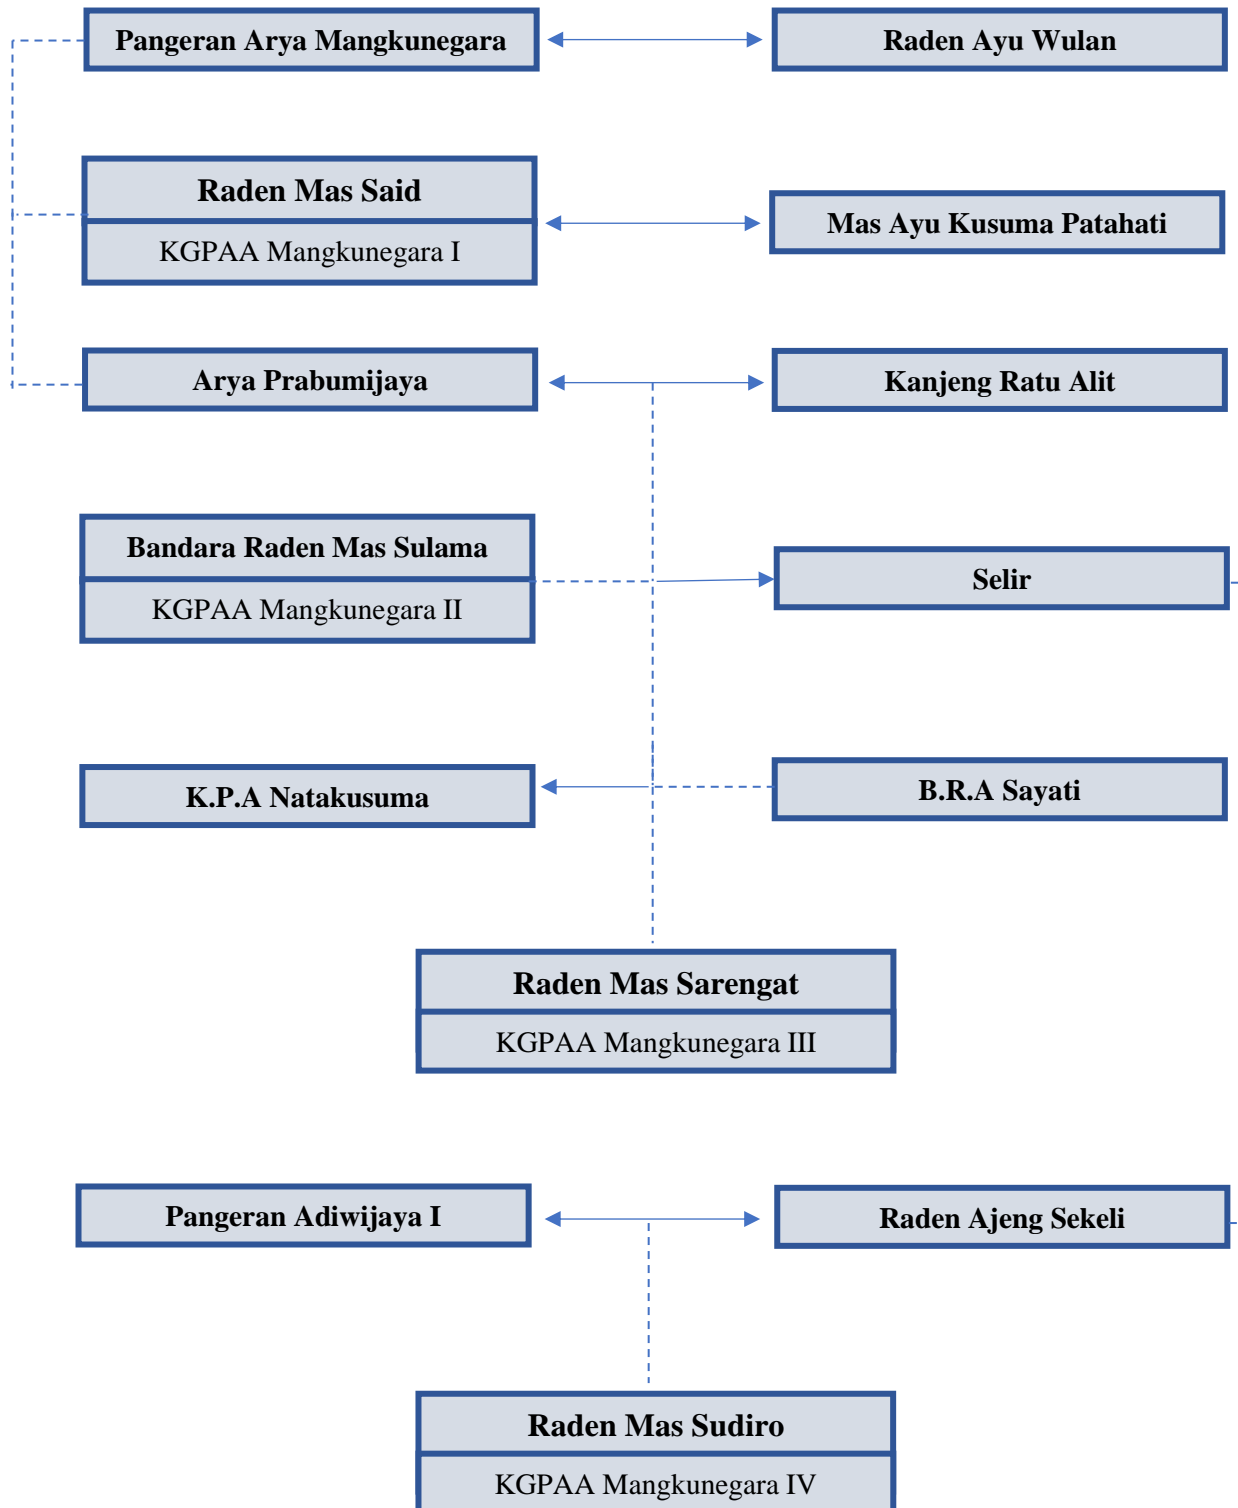 Pangeran Arya Mangkunegara
Raden Ayu Wulan
Raden Mas Said
KGPAA Mangkunegara I
Mas Ayu Kusuma Patahati
Arya Prabumijaya
Kanjeng Ratu Alit
Bandara Raden Mas Sulama
KGPAA Mangkunegara II
Selir
K.P.A Natakusuma
B.R.A Sayati
Raden Mas Sarengat
KGPAA Mangkunegara III
Pangeran Adiwijaya I
Raden Ajeng Sekeli
Raden Mas Sudiro
KGPAA Mangkunegara IV